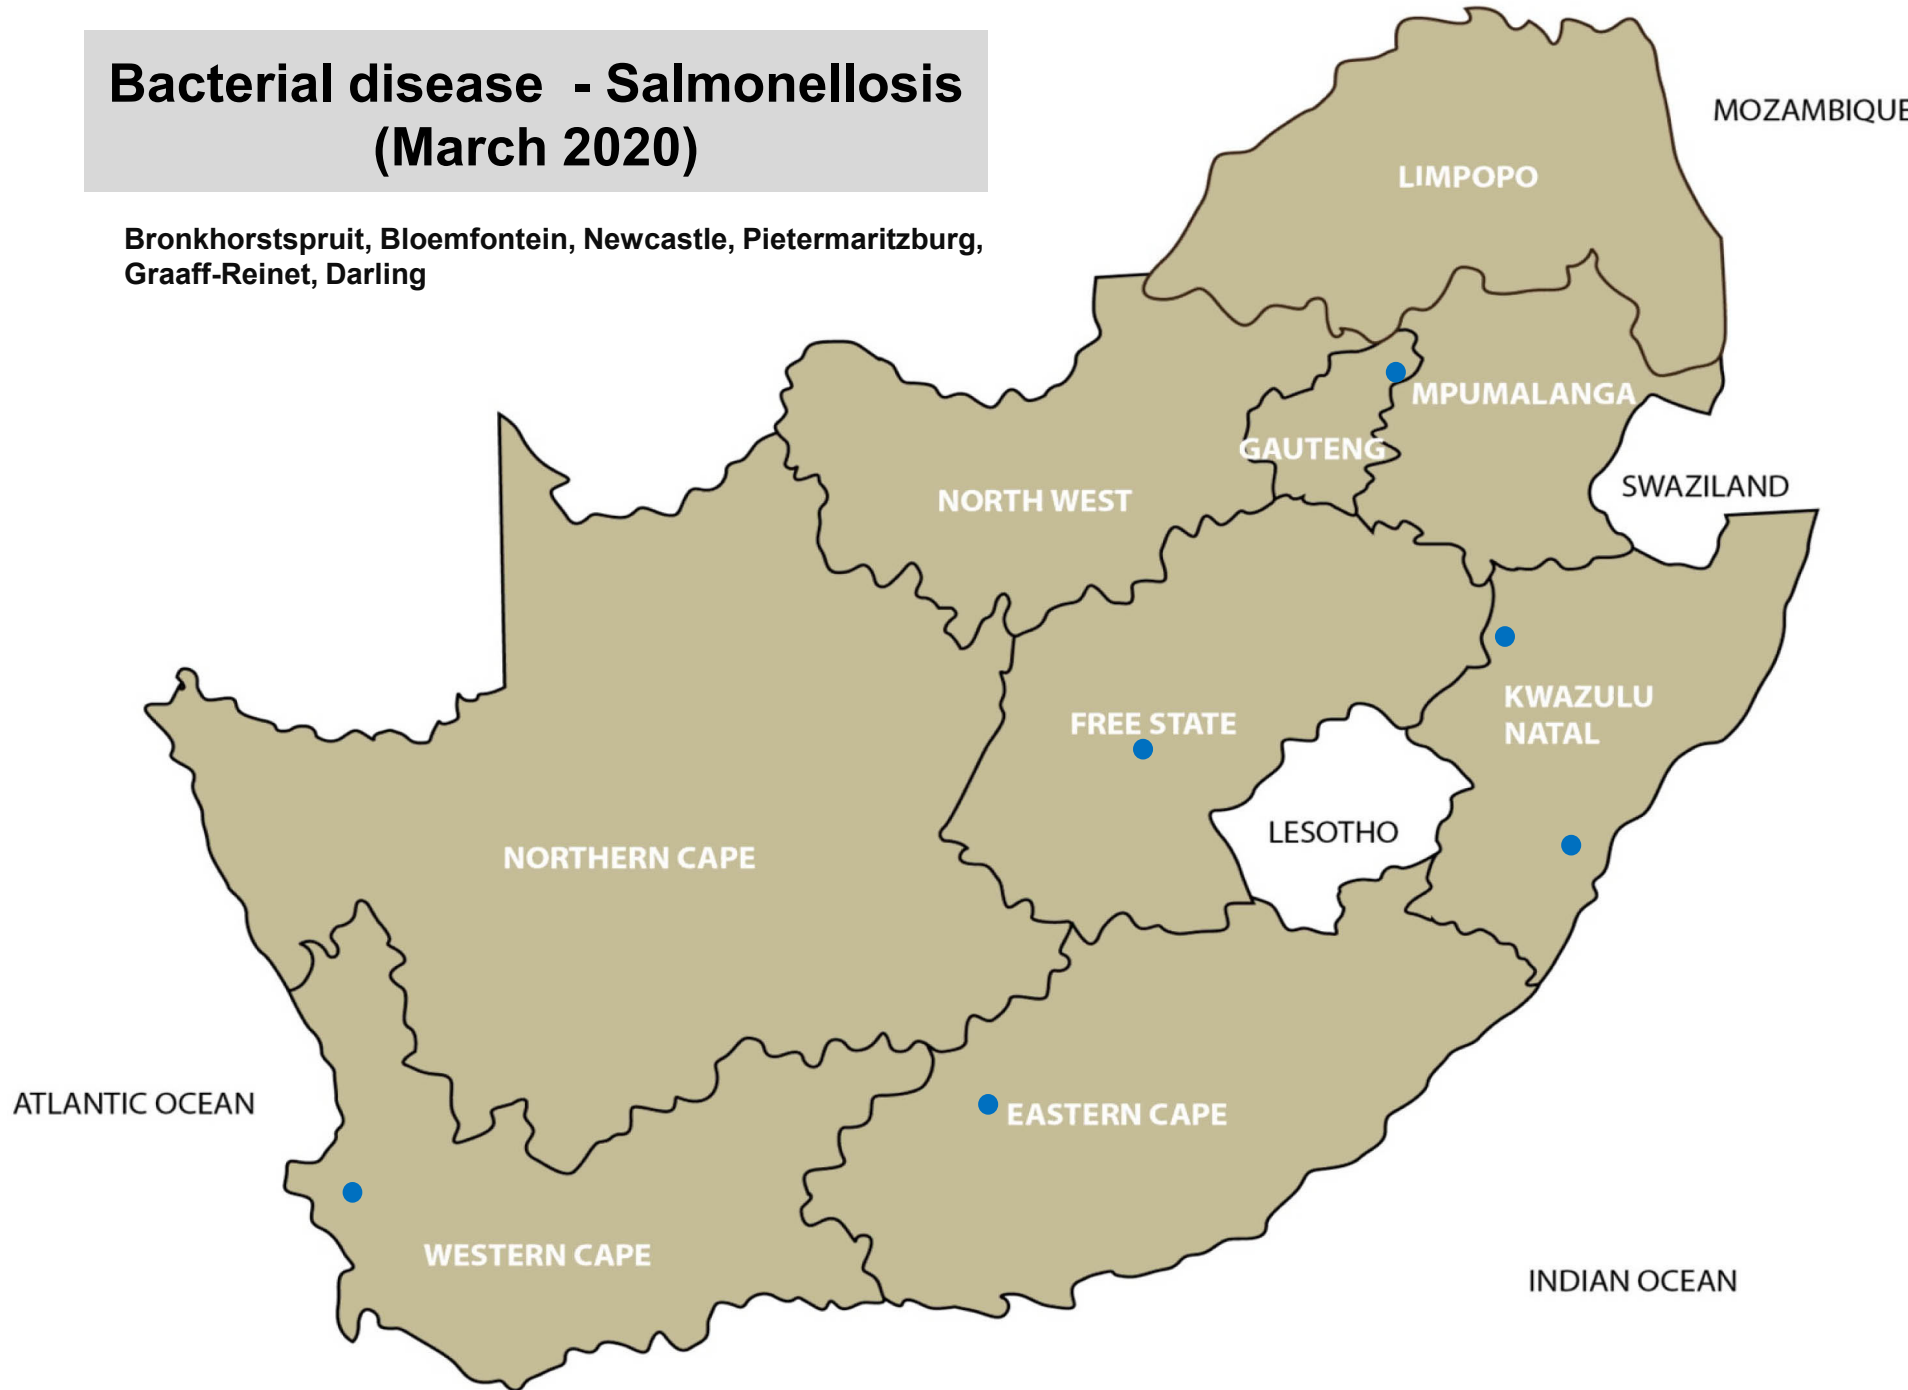 Bacterial disease  - Salmonellosis
(March 2020)
Bronkhorstspruit, Bloemfontein, Newcastle, Pietermaritzburg,
Graaff-Reinet, Darling
MOZAMBIQUE
LIMPOPO
MPUMALANGA
GAUTENG
SWAZILAND
NORTH WEST
KWAZULU
NATAL
FREE STATE
LESOTHO
NORTHERN CAPE
ATLANTIC OCEAN
EASTERN CAPE
WESTERN CAPE
INDIAN OCEAN